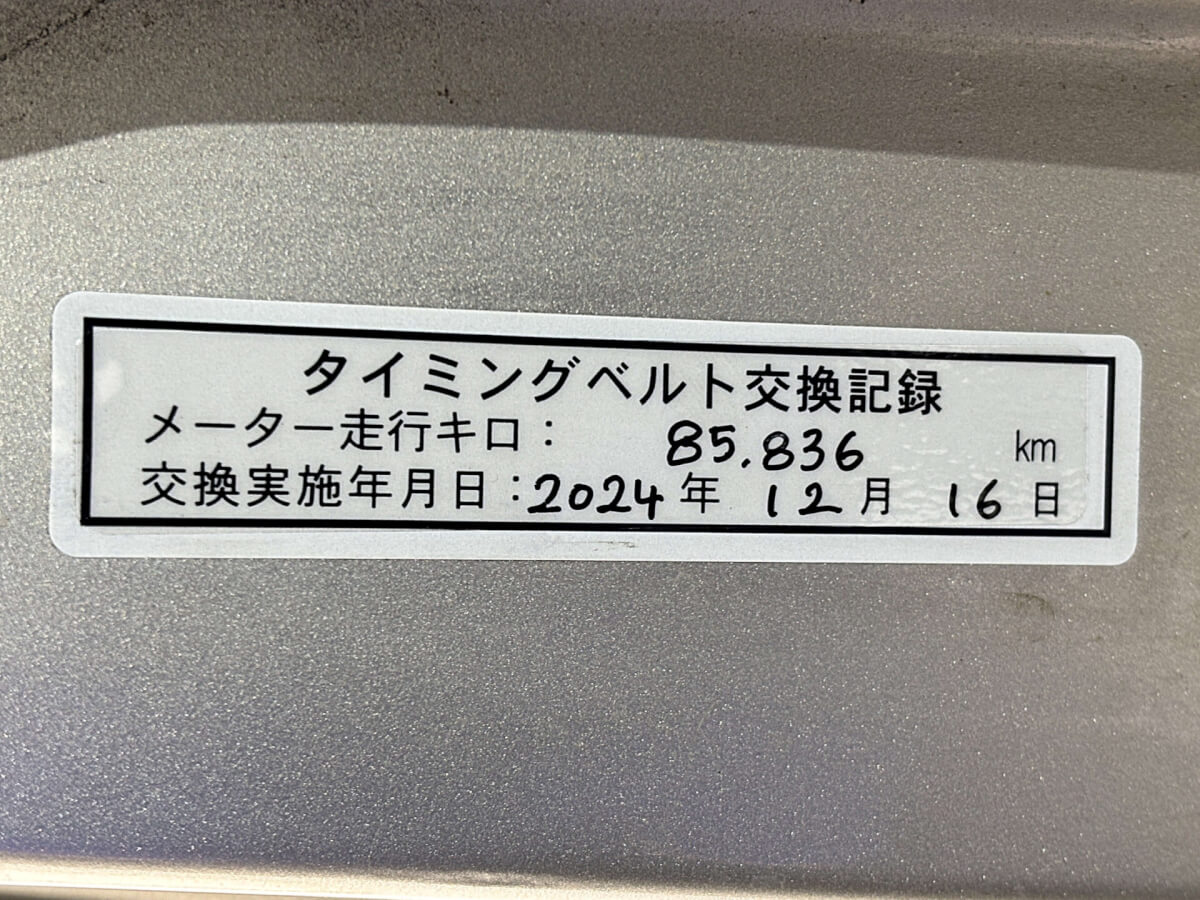 タイミングベルト交換記録
メーター走行キロ： 85.836 km
交換実施年月日：2024年 12月 16日